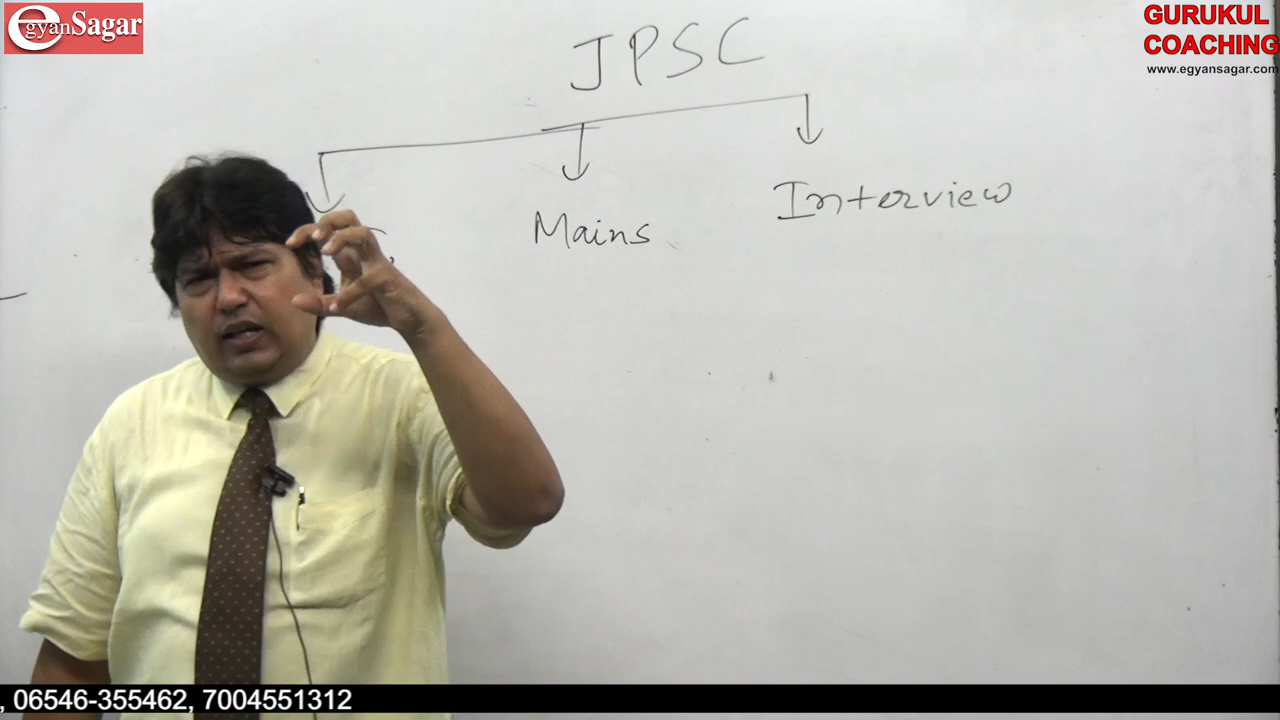 egyanSagar
GURUKUL
COACHING
www.egyansagar.com
JPSC
Mains
Interview
, 06546-355462, 7004551312